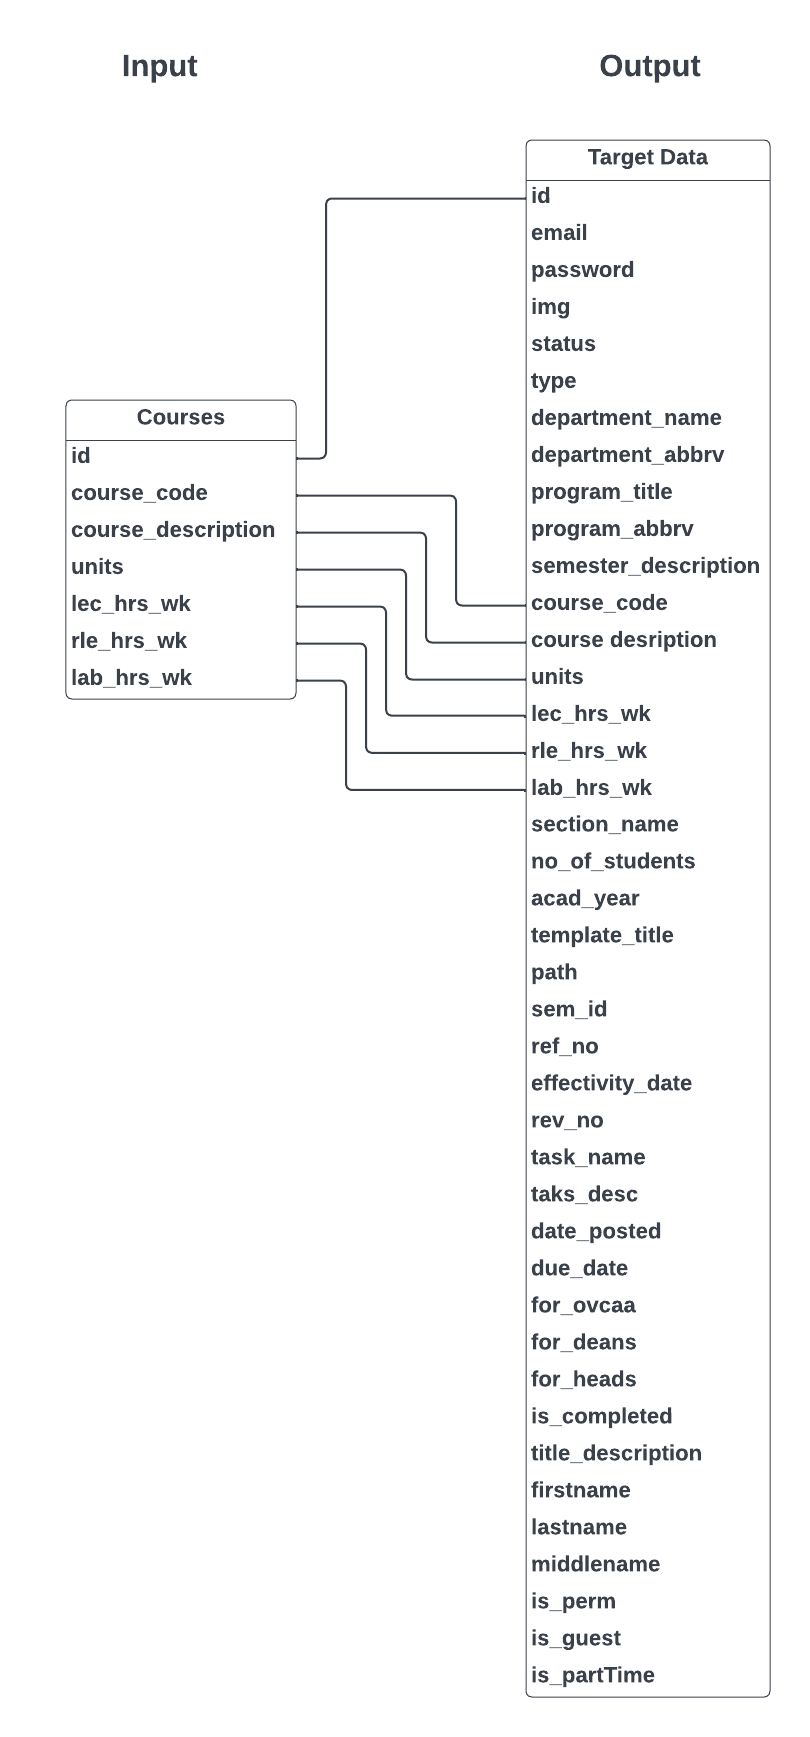 Input
Output
Courses
id
course_code
course_description
units
lec_hrs_wk
rle_hrs_wk
lab_hrs_wk
Target Data
id
email
password
img
status
type
department_name
department_abbrv
program_title
program_abbrv
semester_description
course_code
course desription
units
lec_hrs_wk
rle_hrs_wk
lab_hrs_wk
section_name
no_of_students
acad_year
template_title
path
sem_id
ref_no
effectivity_date
rev_no
task_name
taks_desc
date_posted
due_date
for_ovcaa
for_deans
for_heads
is_completed
title_description
firstname
lastname
middlename
is_perm
is_guest
is_partTime